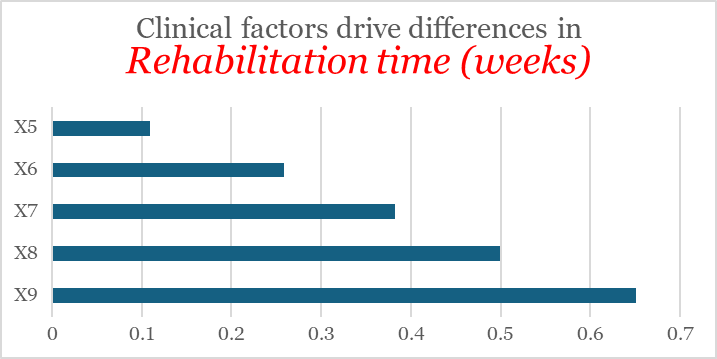 Clinical factors drive differences in
Rehabilitation time (weeks)
X5
X6
X7
X8
X9
0 0.1 0.2 0.3 0.4 0.5 0.6 0.7